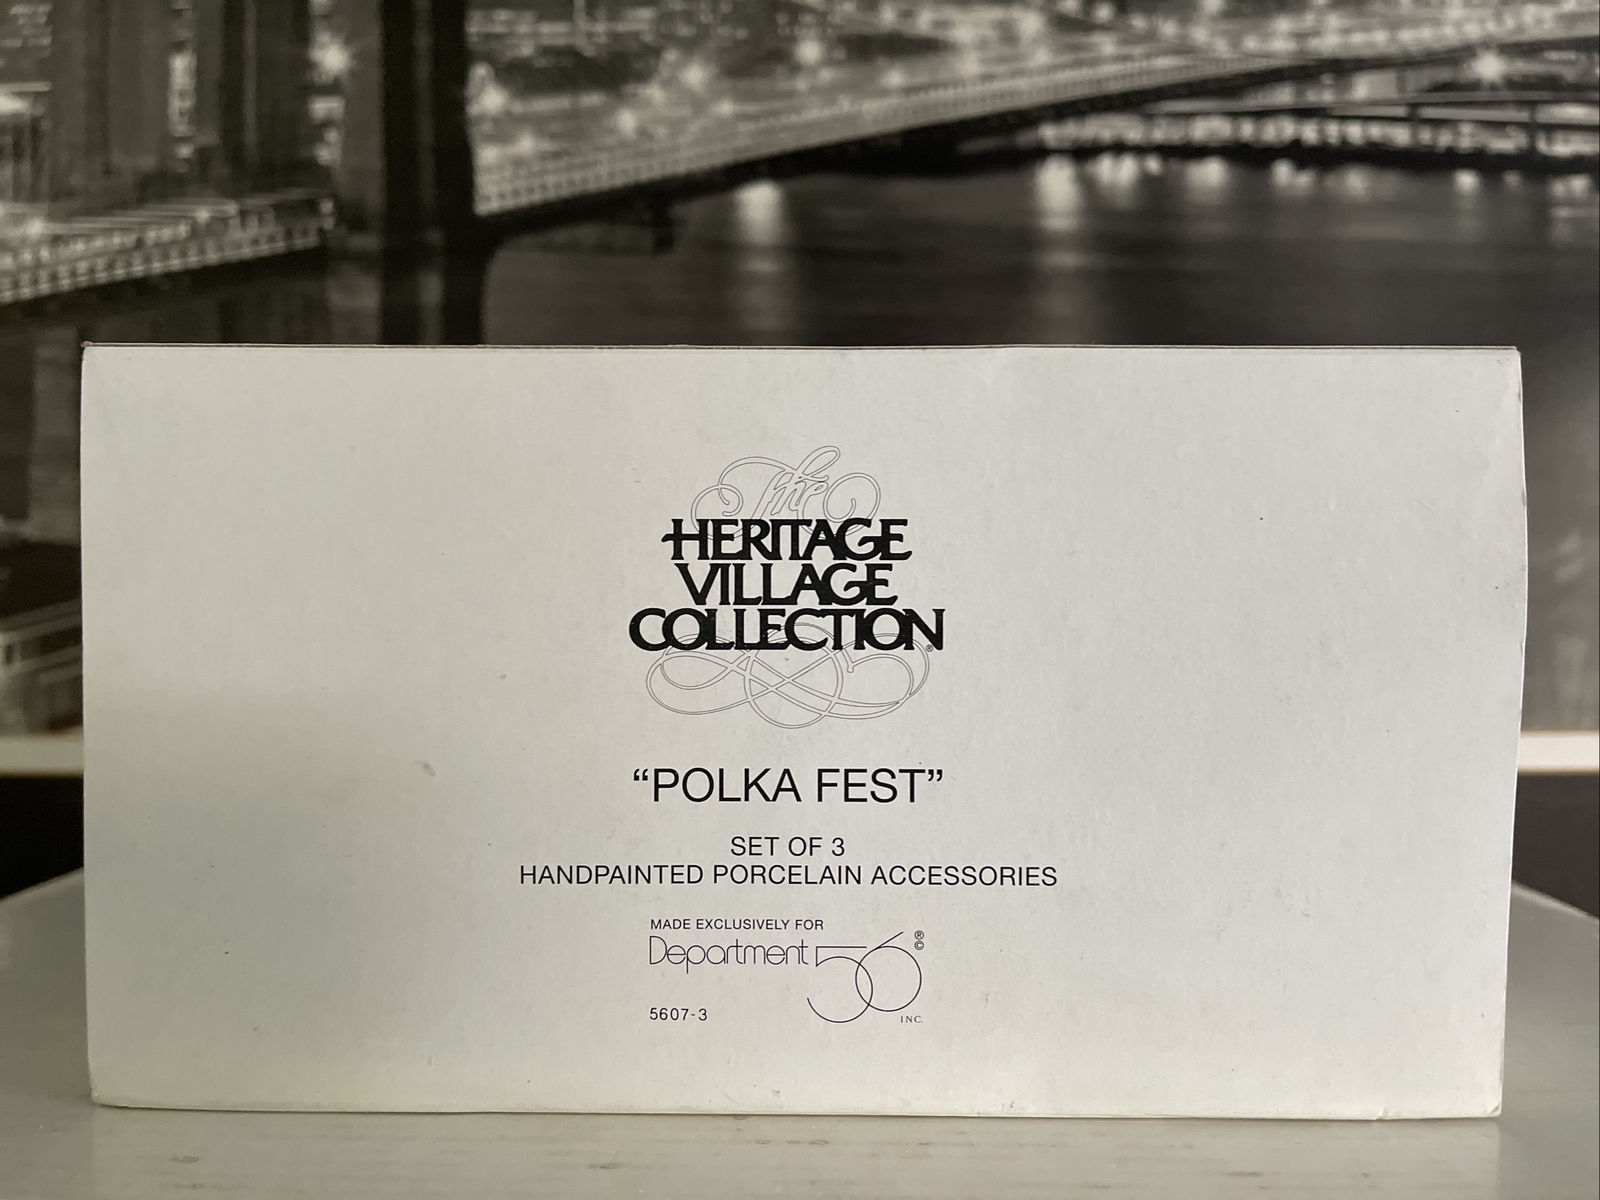 The
HERITAGE
VILLAGE
COLLECTION®
“POLKA FEST”
SET OF 3
HANDPAINTED PORCELAIN ACCESSORIES
MADE EXCLUSIVELY FOR
Department 56 ®©
INC.
5607-3